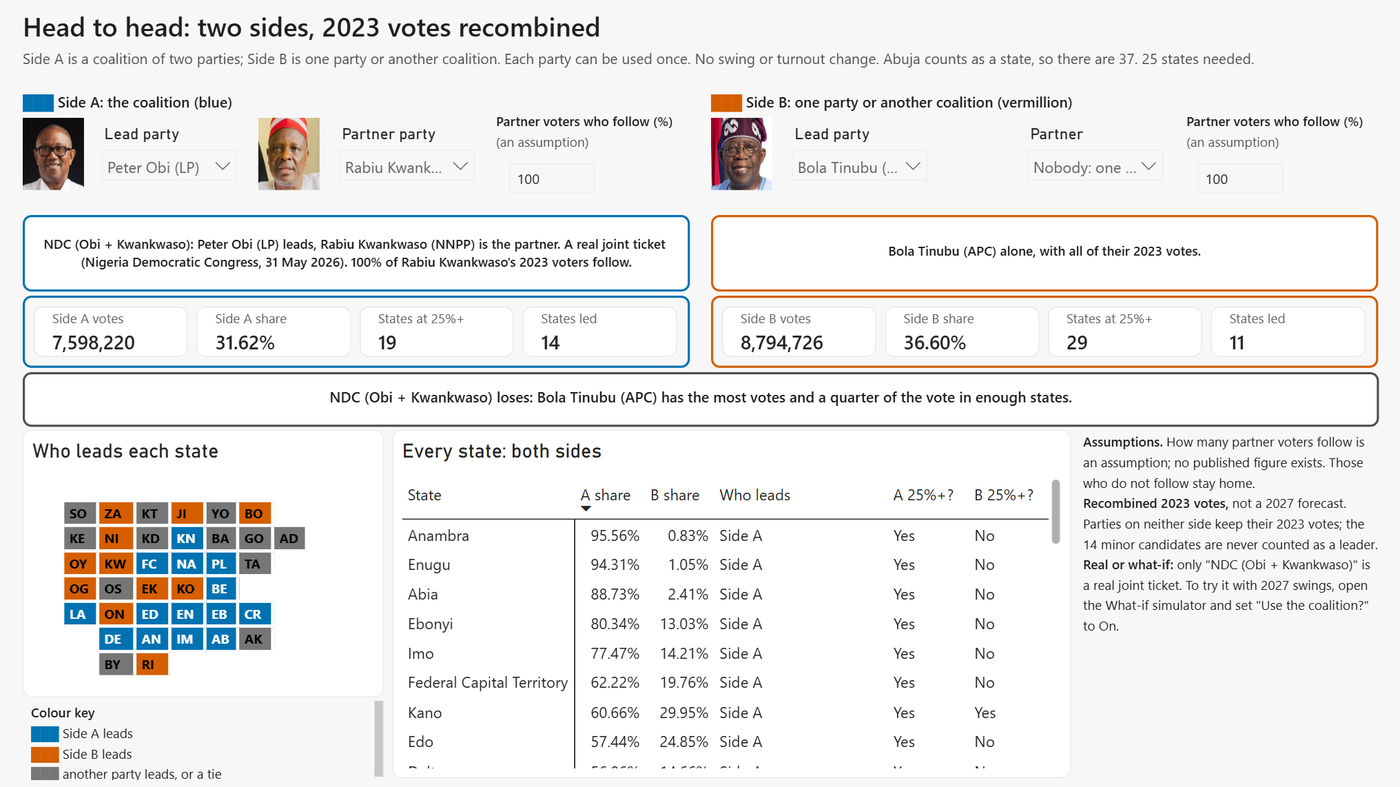 Head to head: two sides, 2023 votes recombined
Side A is a coalition of two parties; Side B is one party or another coalition. Each party can be used once. No swing or turnout change. Abuja counts as a state, so there are 37. 25 states needed.
Side A: the coalition (blue)
Lead party
Peter Obi (LP)
Partner party
Rabiu Kwank...
Partner voters who follow (%)
(an assumption)
100
Side B: one party or another coalition (vermillion)
Lead party
Bola Tinubu (...
Partner
Nobody: one ...
Partner voters who follow (%)
(an assumption)
100
NDC (Obi + Kwankwaso): Peter Obi (LP) leads, Rabiu Kwankwaso (NNPP) is the partner. A real joint ticket
(Nigeria Democratic Congress, 31 May 2026). 100% of Rabiu Kwankwaso's 2023 voters follow.
Bola Tinubu (APC) alone, with all of their 2023 votes.
Side A votes
7,598,220
Side A share
31.62%
States at 25%+
19
States led
14
Side B votes
8,794,726
Side B share
36.60%
States at 25%+
29
States led
11
NDC (Obi + Kwankwaso) loses: Bola Tinubu (APC) has the most votes and a quarter of the vote in enough states.
Who leads each state
SO ZA KT JI YO BO
KE NI KD KN BA GO AD
OY KW FC NA PL TA
OG OS EK KO BE
LA ON ED EN EB CR
DE AN IM AB AK
BY RI
Colour key
Side A leads
Side B leads
another party leads, or a tie
Every state: both sides
State A share B share Who leads A 25%+? B 25%+?
Anambra 95.56% 0.83% Side A Yes No
Enugu 94.31% 1.05% Side A Yes No
Abia 88.73% 2.41% Side A Yes No
Ebonyi 80.34% 13.03% Side A Yes No
Imo 77.47% 14.21% Side A Yes No
Federal Capital Territory 62.22% 19.76% Side A Yes No
Kano 60.66% 29.95% Side A Yes Yes
Edo 57.44% 24.85% Side A Yes No
Assumptions. How many partner voters follow is
an assumption; no published figure exists. Those
who do not follow stay home.
Recombined 2023 votes, not a 2027 forecast.
Parties on neither side keep their 2023 votes; the
14 minor candidates are never counted as a leader.
Real or what-if: only "NDC (Obi + Kwankwaso)" is
a real joint ticket. To try it with 2027 swings, open
the What-if simulator and set "Use the coalition?"
to On.